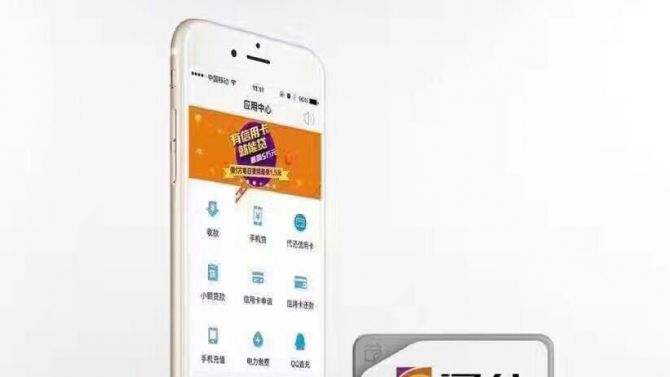 中国移动
11:11
90%
应用中心
有信用卡
就能贷
最高5万元
收款
手机贷
代还信用卡
小额贷款
信用卡申请
信用卡还款
手机充值
电力缴费
QQ直充